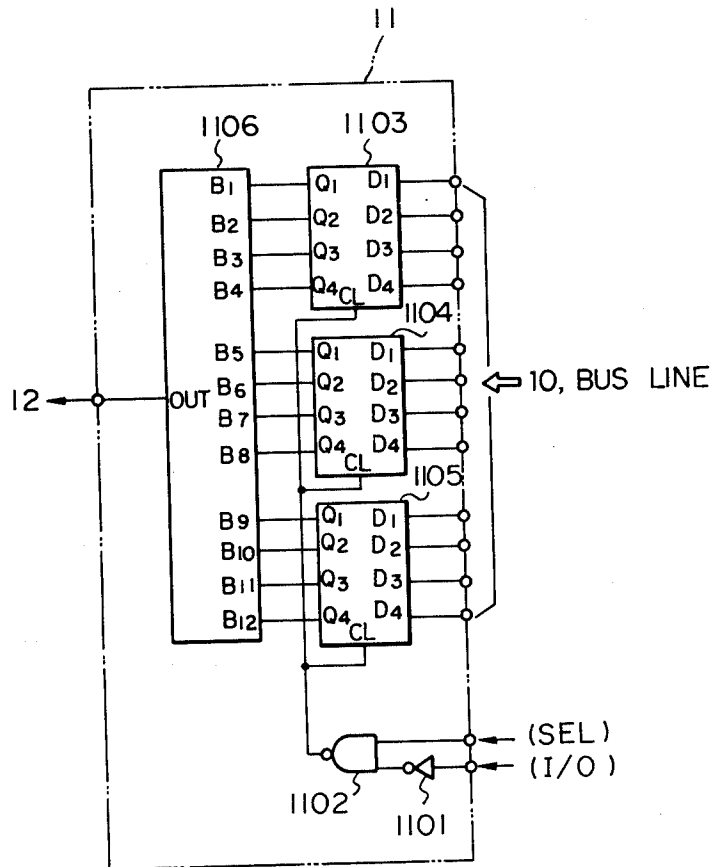 11
1106
1103
B1 Q1 D1
B2 Q2 D2
B3 Q3 D3
B4 Q4 D4
CL
1104
B5 Q1 D1
B6 Q2 D2
B7 Q3 D3
B8 Q4 D4
CL
12
OUT
10, BUS LINE
1105
B9 Q1 D1
B10 Q2 D2
B11 Q3 D3
B12 Q4 D4
CL
(SEL)
(I/O)
1102
1101